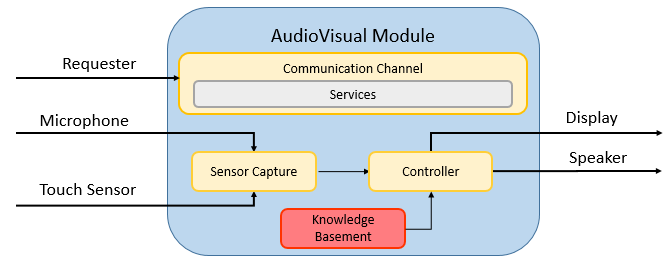 AudioVisual Module
Requester
Communication Channel
Services
Microphone
Display
Sensor Capture
Controller
Speaker
Touch Sensor
Knowledge
Basement